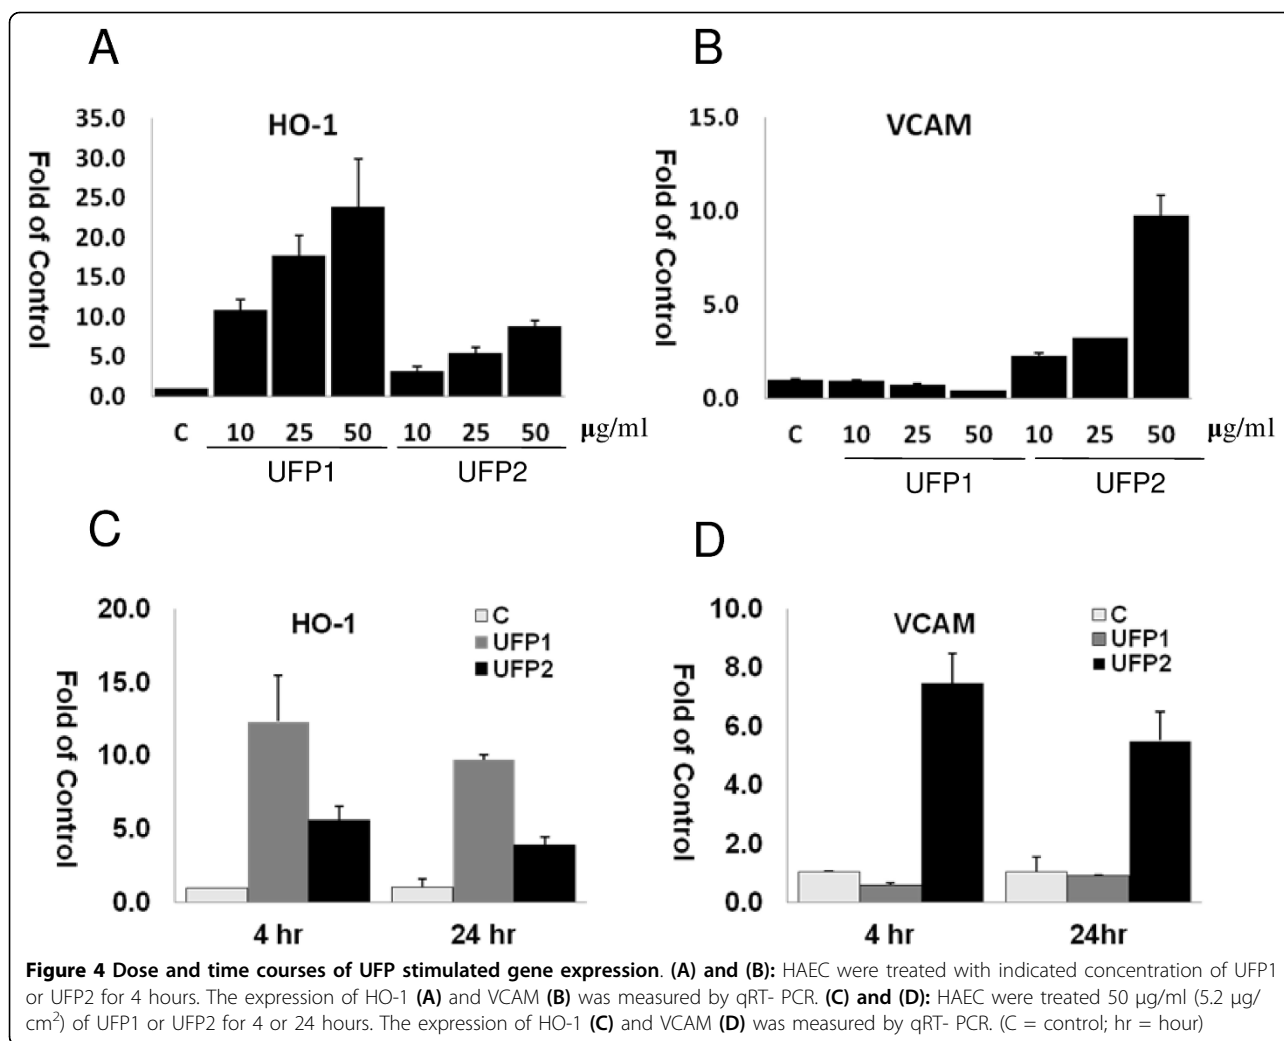 A
HO-1
Fold of Control
35.0
30.0
25.0
20.0
15.0
10.0
5.0
0.0
C 10 25 50 10 25 50 µg/ml
UFP1 UFP2
B
VCAM
Fold of Control
15.0
10.0
5.0
0.0
C 10 25 50 10 25 50 µg/ml
UFP1 UFP2
C
HO-1
Fold of Control
20.0
15.0
10.0
5.0
0.0
C
UFP1
UFP2
4 hr 24 hr
D
VCAM
Fold of Control
10.0
8.0
6.0
4.0
2.0
0.0
C
UFP1
UFP2
4 hr 24hr
Figure 4 Dose and time courses of UFP stimulated gene expression. (A) and (B): HAEC were treated with indicated concentration of UFP1
or UFP2 for 4 hours. The expression of HO-1 (A) and VCAM (B) was measured by qRT- PCR. (C) and (D): HAEC were treated 50 µg/ml (5.2 µg/
cm²) of UFP1 or UFP2 for 4 or 24 hours. The expression of HO-1 (C) and VCAM (D) was measured by qRT- PCR. (C = control; hr = hour)